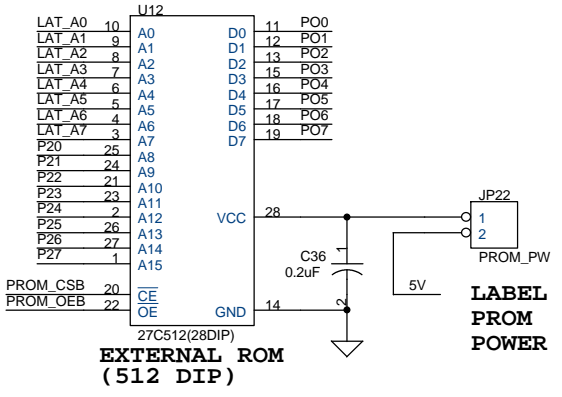 U12
LAT_A0 10 A0 D0 11 PO0
LAT_A1 9 A1 D1 12 PO1
LAT_A2 8 A2 D2 13 PO2
LAT_A3 7 A3 D3 15 PO3
LAT_A4 6 A4 D4 16 PO4
LAT_A5 5 A5 D5 17 PO5
LAT_A6 4 A6 D6 18 PO6
LAT_A7 3 A7 D7 19 PO7
P20 25 A8
P21 24 A9
P22 21 A10
P23 23 A11
P24 2 A12 VCC 28
P25 26 A13
P26 27 A14
P27 1 A15
PROM_CSB 20 CE
PROM_OEB 22 OE GND 14
27C512(28DIP)
EXTERNAL ROM
(512 DIP)
C36
0.2uF
1
2
JP22
1
2
PROM_PW
5V
LABEL
PROM
POWER